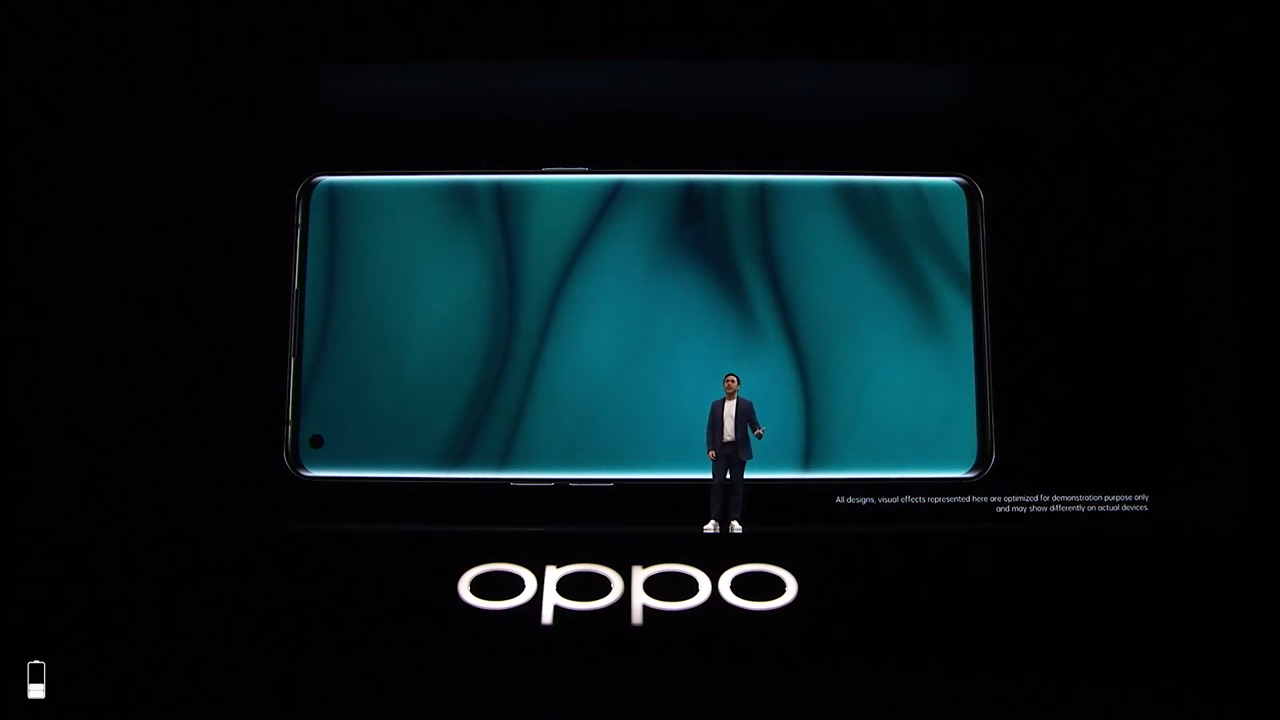 All designs, visual effects represented here are optimized for demonstration purpose only
and may show differently on actual devices.
oppo